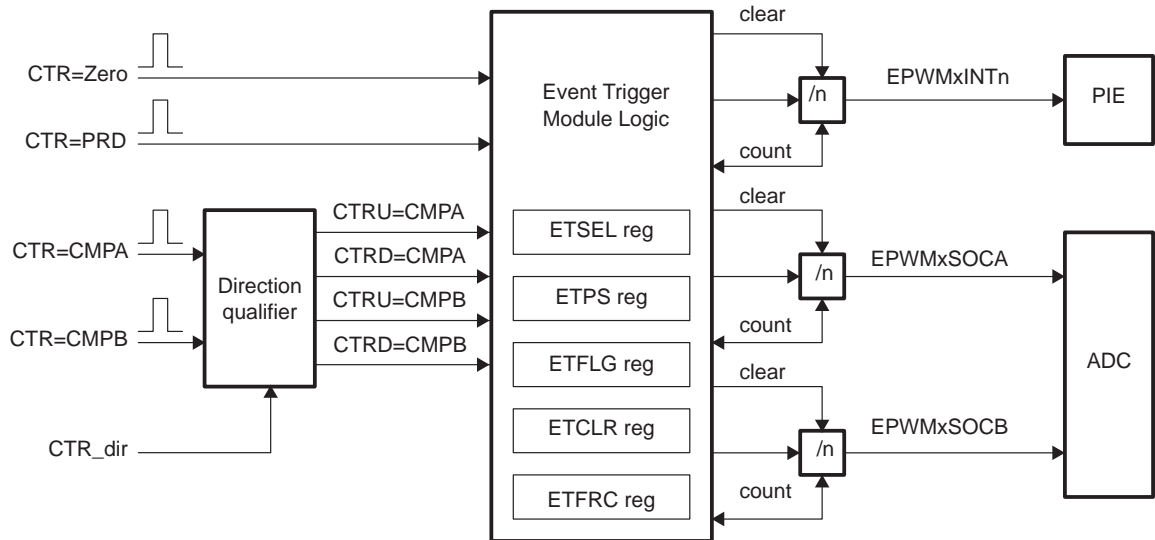 clear
CTR=Zero
Event Trigger
Module Logic
/n
EPWMxINTn
PIE
CTR=PRD
count
clear
CTRU=CMPA
ETSEL reg
CTR=CMPA
CTRD=CMPA
/n
EPWMxSOCA
Direction
qualifier
CTRU=CMPB
ETPS reg
count
CTR=CMPB
CTRD=CMPB
ETFLG reg
ADC
clear
ETCLR reg
/n
EPWMxSOCB
CTR_dir
count
ETFRC reg